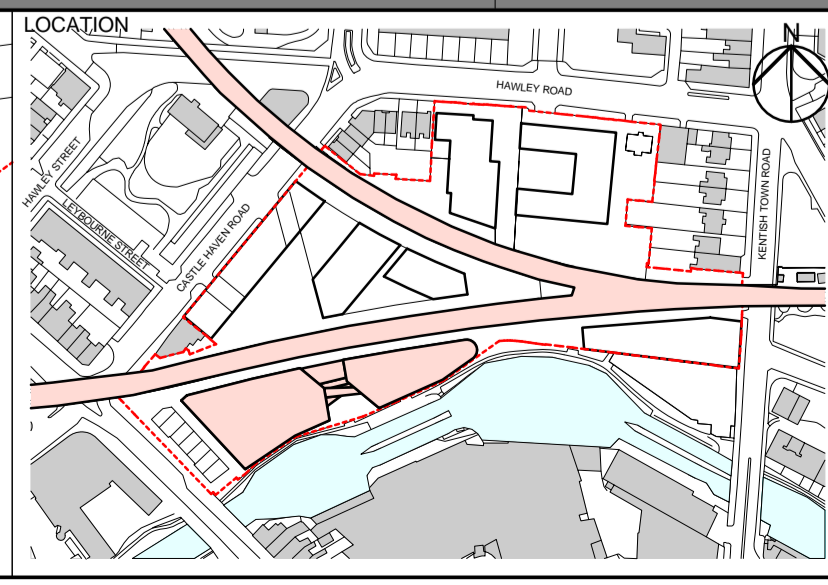 LOCATION
N
HAWLEY ROAD
HAWLEY STREET
LEYBOURNE STREET
CASTLE HAVEN ROAD
KENTISH TOWN ROAD